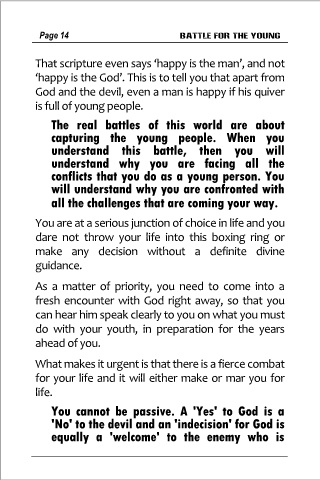 Page 14 BATTLE FOR THE YOUNG
That scripture even says ‘happy is the man’, and not
‘happy is the God’. This is to tell you that apart from
God and the devil, even a man is happy if his quiver
is full of young people.
The real battles of this world are about
capturing the young people. When you
understand this battle, then you will
understand why you are facing all the
conflicts that you do as a young person. You
will understand why you are confronted with
all the challenges that are coming your way.
You are at a serious junction of choice in life and you
dare not throw your life into this boxing ring or
make any decision without a definite divine
guidance.
As a matter of priority, you need to come into a
fresh encounter with God right away, so that you
can hear him speak clearly to you on what you must
do with your youth, in preparation for the years
ahead of you.
What makes it urgent is that there is a fierce combat
for your life and it will either make or mar you for
life.
You cannot be passive. A 'Yes' to God is a
'No' to the devil and an 'indecision' for God is
equally a 'welcome' to the enemy who is